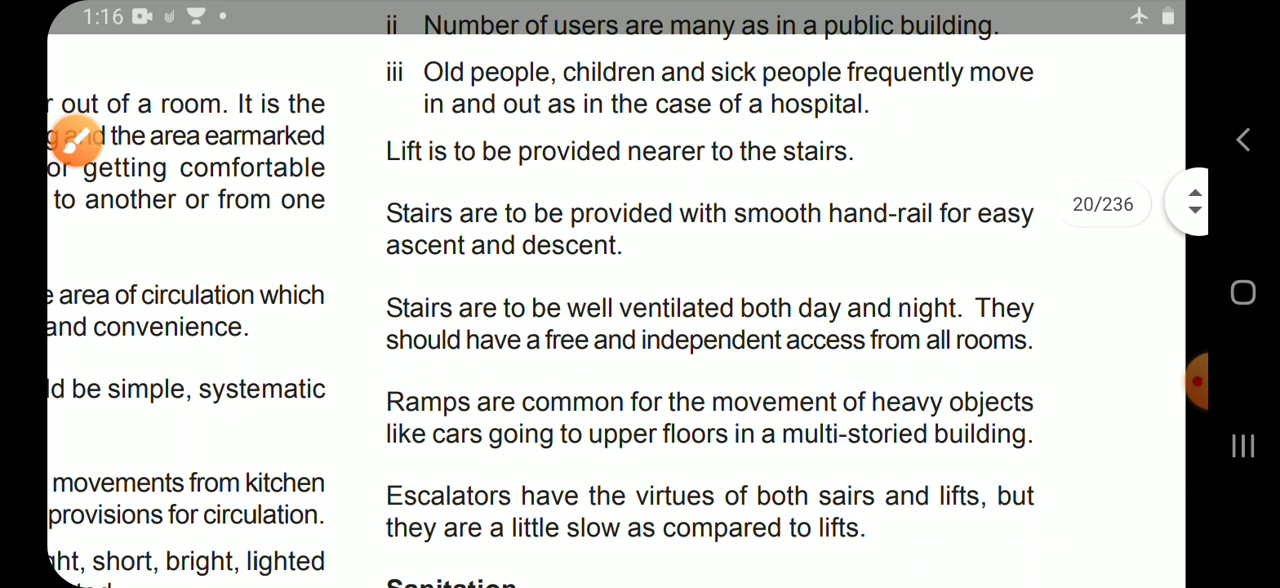 1:16
r out of a room. It is the
and the area earmarked
or getting comfortable
to another or from one
e area of circulation which
and convenience.
ld be simple, systematic
movements from kitchen
provisions for circulation.
ght, short, bright, lighted
ii Number of users are many as in a public building.
iii Old people, children and sick people frequently move
in and out as in the case of a hospital.
Lift is to be provided nearer to the stairs.
Stairs are to be provided with smooth hand-rail for easy
ascent and descent.
Stairs are to be well ventilated both day and night. They
should have a free and independent access from all rooms.
Ramps are common for the movement of heavy objects
like cars going to upper floors in a multi-storied building.
Escalators have the virtues of both sairs and lifts, but
they are a little slow as compared to lifts.
Sanitation
20/236